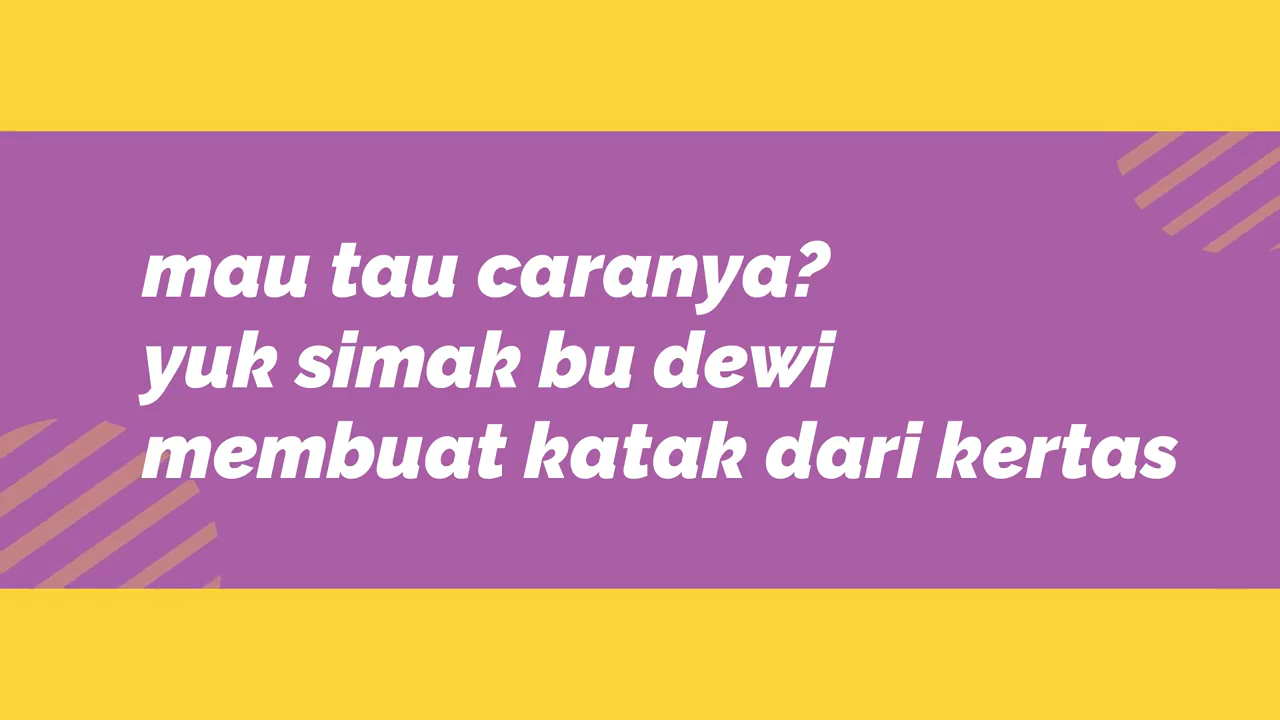 mau tau caranya?
yuk simak bu dewi
membuat katak dari kertas